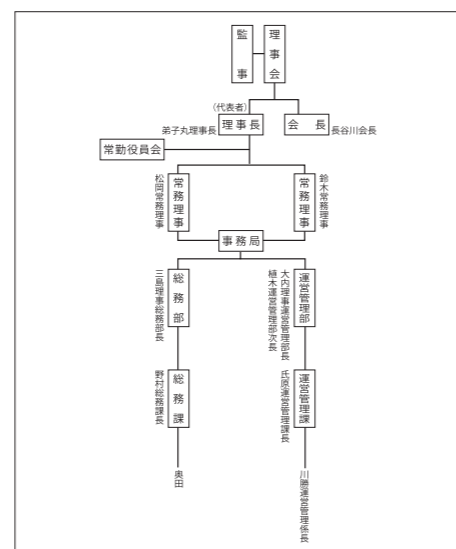 監事
理事会
（代表者）
弟子丸理事長
理事長
会長
長谷川会長
常勤役員会
松岡常務理事
常務理事
常務理事
鈴木常務理事
事務局
三島理事総務部長
総務部
大内理事運営管理部長
植木運営管理部次長
運営管理部
野村総務課長
総務課
氏原運営管理課長
運営管理課
奥田
川勝運営管理係長